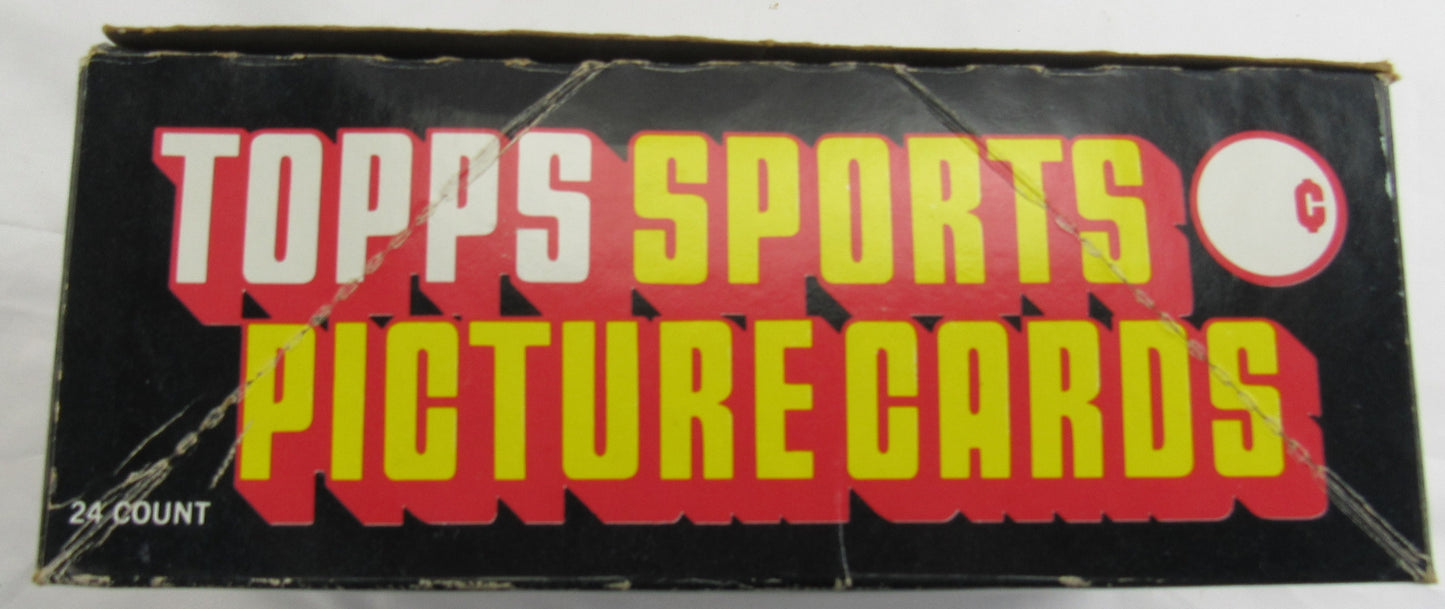 TOPPS SPORTS
C
PICTURE CARDS
24 COUNT